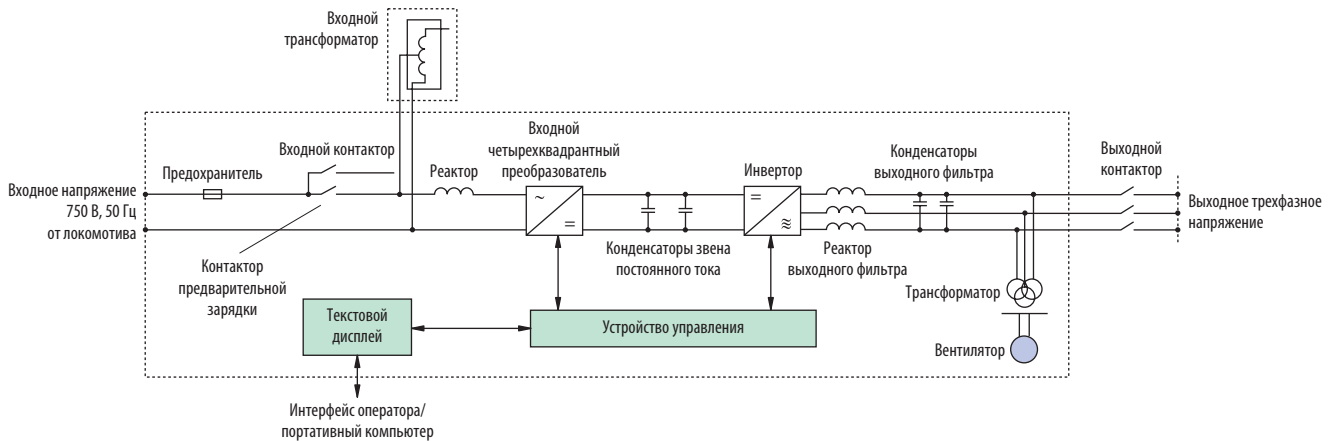 Входной
трансформатор
Входное напряжение
750 В, 50 Гц
от локомотива
Предохранитель
Входной контактор
Контактор
предварительной
зарядки
Реактор
Входной
четырехквадрантный
преобразователь
~
=
Конденсаторы звена
постоянного тока
Инвертор
=
≋
Реактор
выходного фильтра
Конденсаторы
выходного фильтра
Выходной
контактор
Выходное трехфазное
напряжение
Трансформатор
Вентилятор
Текстовой
дисплей
Устройство управления
Интерфейс оператора/
портативный компьютер